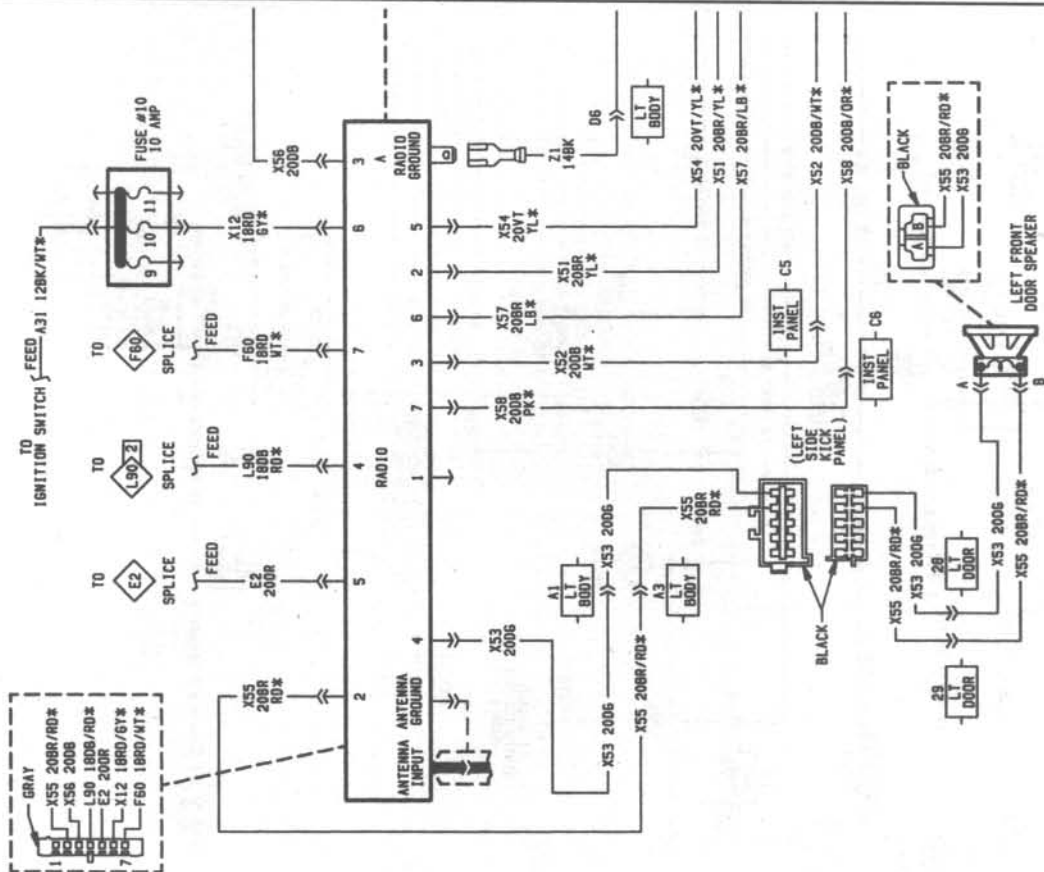 TO
IGNITION SWITCH
FEED
A31 12BK/WT*
FUSE #10
10 AMP
9
10
11
TO
E2
SPLICE
FEED
E2
20OR
TO
L90 2
SPLICE
FEED
L90
18DB
RD*
TO
F60
SPLICE
FEED
F60
18RD
WT*
X12
18RD
GY*
X56
20DB
GRAY
1
7
X55 20BR/RD*
X56 20DB
L90 18DB/RD*
E2 20OR
X12 18RD/GY*
F60 18RD/WT*
X55
20BR
RD*
2
5
4
7
6
3
A
RADIO
GROUND
RADIO
ANTENNA
INPUT
ANTENNA
GROUND
4
1
7
3
6
2
5
X53
20DG
X58
20DB
PK*
X52
20DB
WT*
X57
20BR
LB*
X51
20BR
YL*
X54
20VT
YL*
Z1
14BK
D6
LT
BODY
X54 20VT/YL*
X51 20BR/YL*
X57 20BR/LB*
X52 20DB/WT*
X58 20DB/OR*
C5
INST
PANEL
C6
INST
PANEL
(LEFT
SIDE
KICK
PANEL)
X53 20DG
X55 20BR/RD*
A1
LT
BODY
X53 20DG
A3
LT
BODY
X55
20BR
RD*
BLACK
X55 20BR/RD*
X53 20DG
28
LT
DOOR
29
LT
DOOR
X53 20DG
X55 20BR/RD*
A
B
LEFT FRONT
DOOR SPEAKER
BLACK
A
B
X55 20BR/RD*
X53 20DG